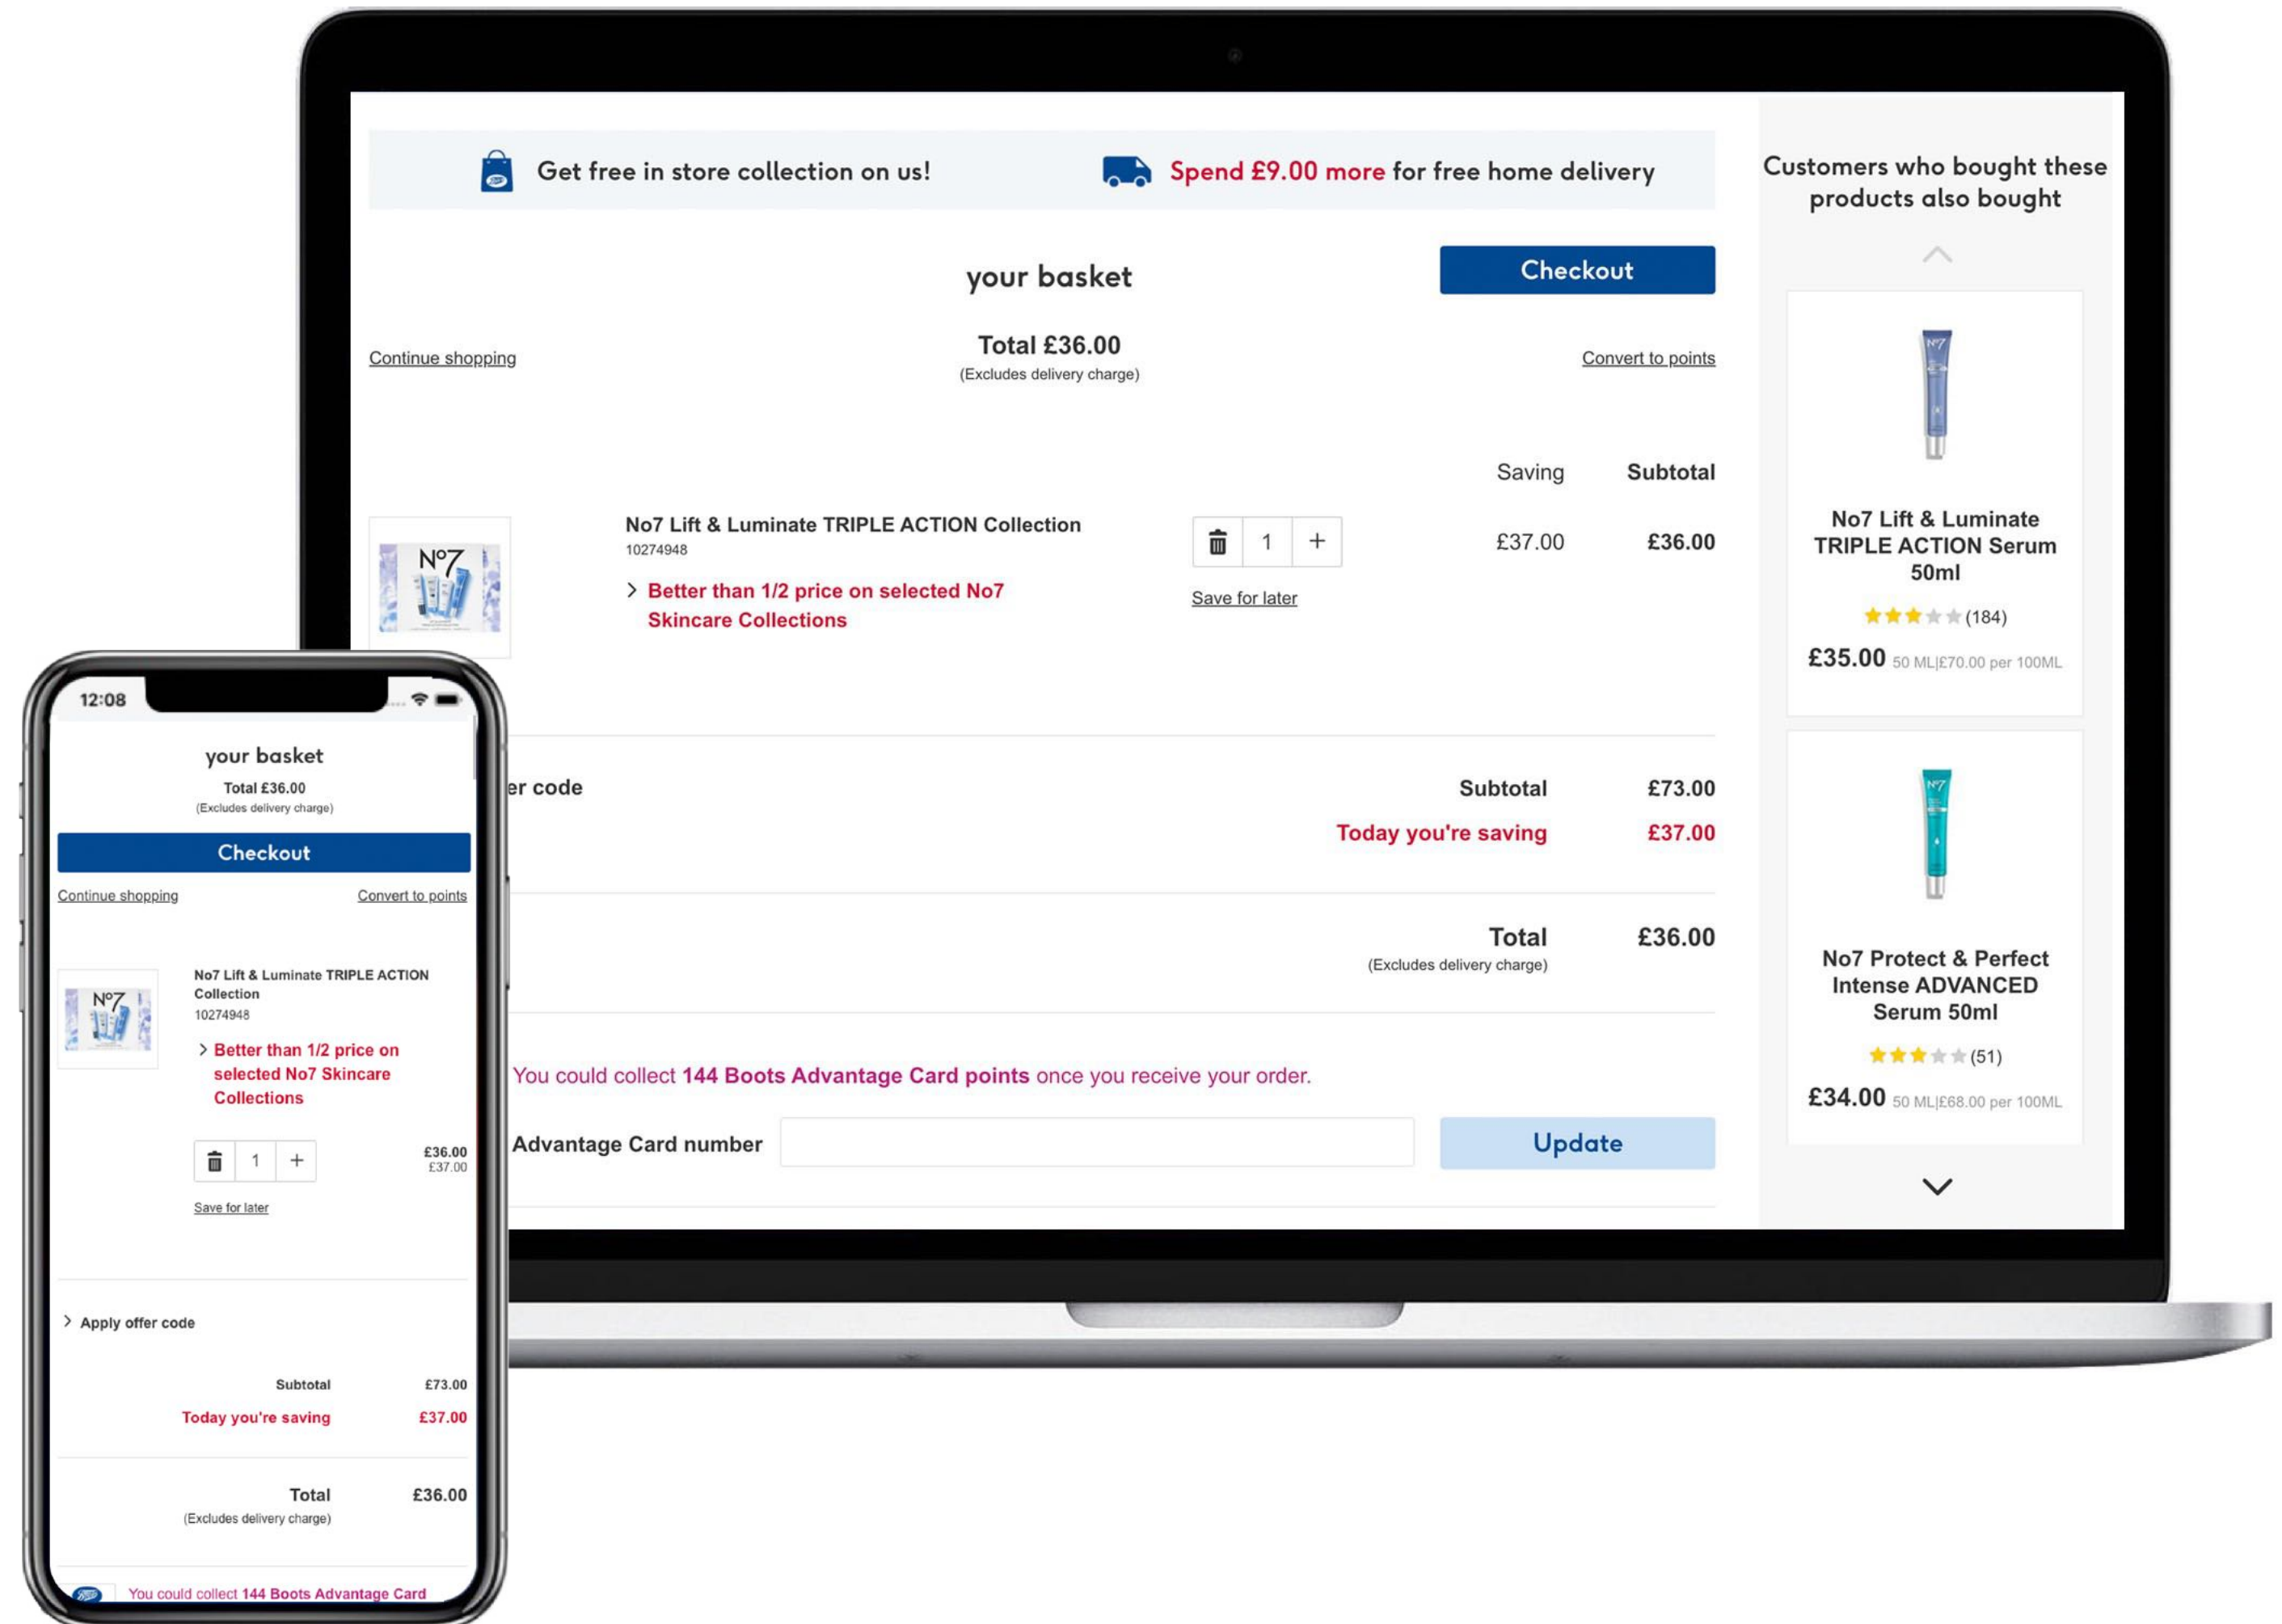 Get free in store collection on us!
Spend £9.00 more for free home delivery
your basket
Checkout
Total £36.00
(Excludes delivery charge)
Continue shopping
Convert to points
Saving Subtotal
No7
No7 Lift & Luminate TRIPLE ACTION Collection
10274948
Better than 1/2 price on selected No7
Skincare Collections
1 +
Save for later
£37.00 £36.00
er code
Subtotal £73.00
Today you're saving £37.00
Total £36.00
(Excludes delivery charge)
You could collect 144 Boots Advantage Card points once you receive your order.
Advantage Card number
Update
Customers who bought these
products also bought
No7
No7 Lift & Luminate
TRIPLE ACTION Serum
50ml
(184)
£35.00 50 ML|£70.00 per 100ML
No7
No7 Protect & Perfect
Intense ADVANCED
Serum 50ml
(51)
£34.00 50 ML|£68.00 per 100ML
12:08
your basket
Total £36.00
(Excludes delivery charge)
Checkout
Continue shopping Convert to points
No7
No7 Lift & Luminate TRIPLE ACTION
Collection
10274948
Better than 1/2 price on
selected No7 Skincare
Collections
1 +
£36.00
£37.00
Save for later
Apply offer code
Subtotal £73.00
Today you're saving £37.00
Total £36.00
(Excludes delivery charge)
You could collect 144 Boots Advantage Card